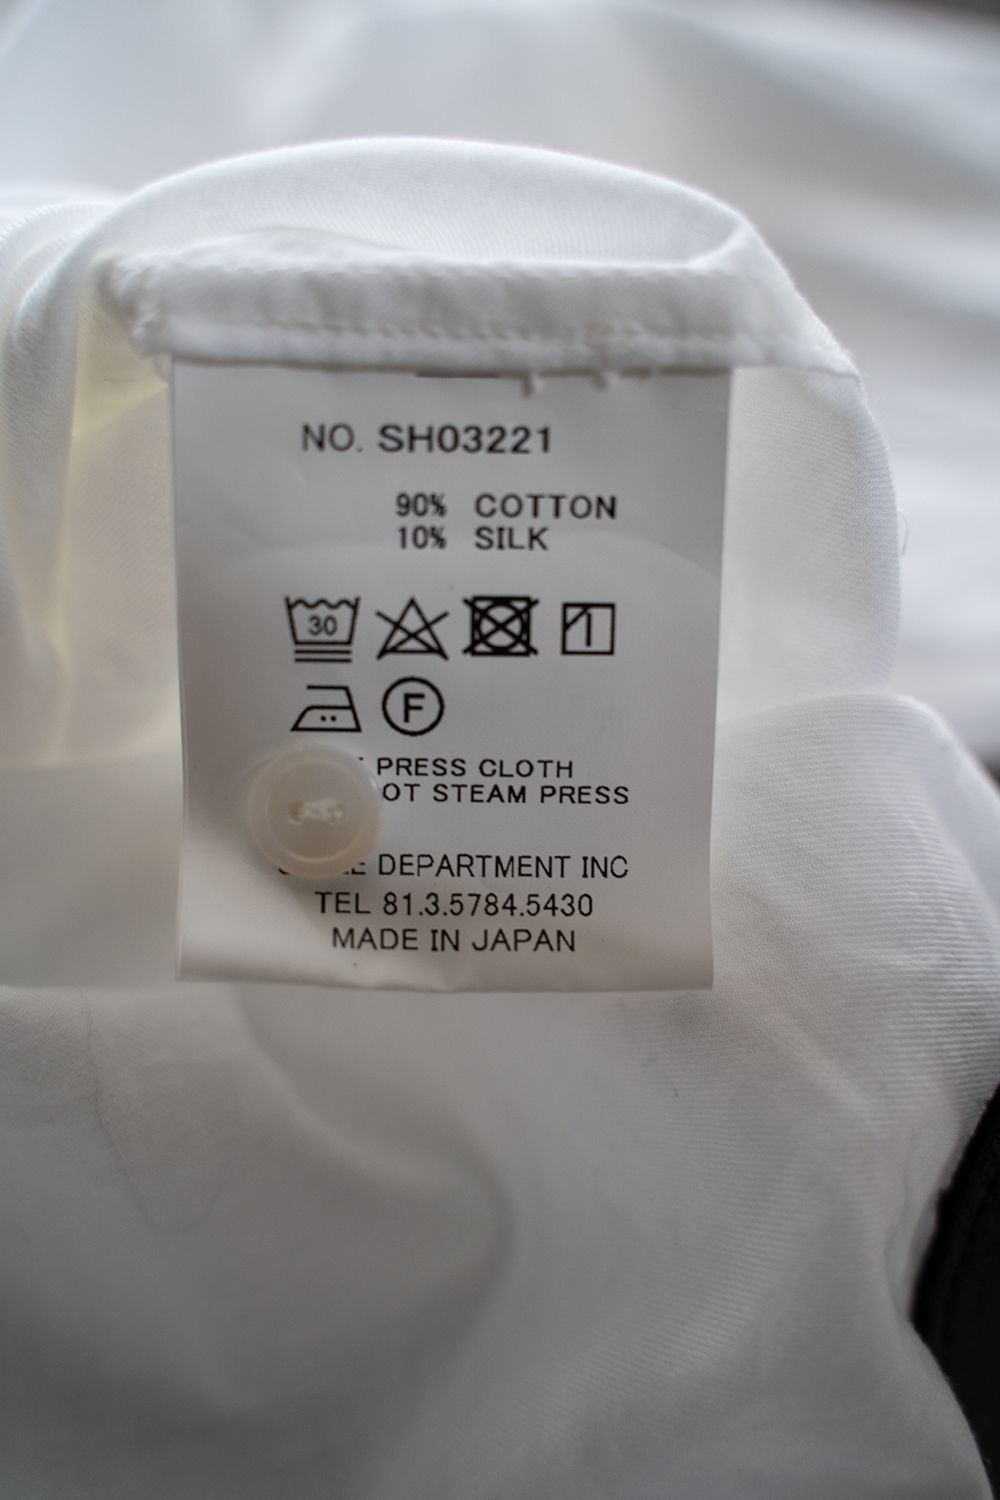 NO. SH03221
90% COTTON
10% SILK
30
F
PRESS CLOTH
STEAM PRESS
DEPARTMENT INC
TEL 81.3.5784.5430
MADE IN JAPAN